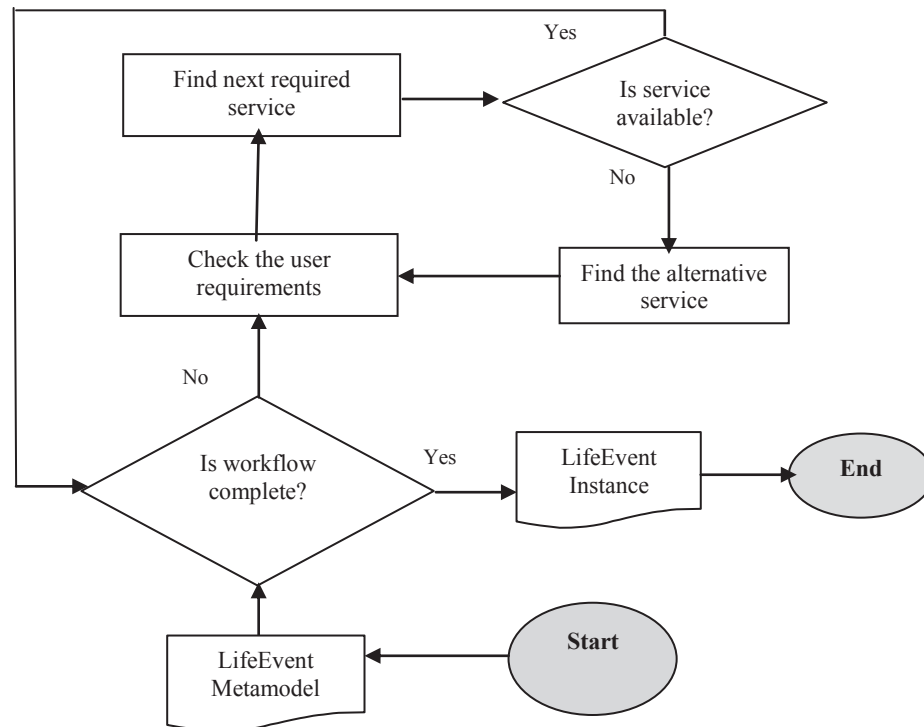 Yes
Find next required
service
Is service
available?
No
Check the user
requirements
Find the alternative
service
No
Is workflow
complete?
Yes
LifeEvent
Instance
End
LifeEvent
Metamodel
Start